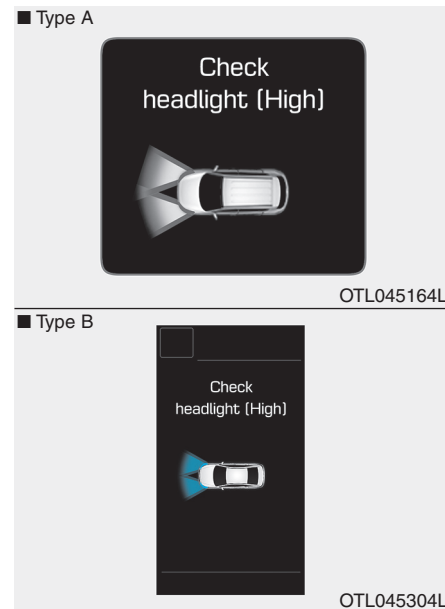 ■ Type A
Check
headlight (High)
OTL045164L
■ Type B
Check
headlight (High)
OTL045304L